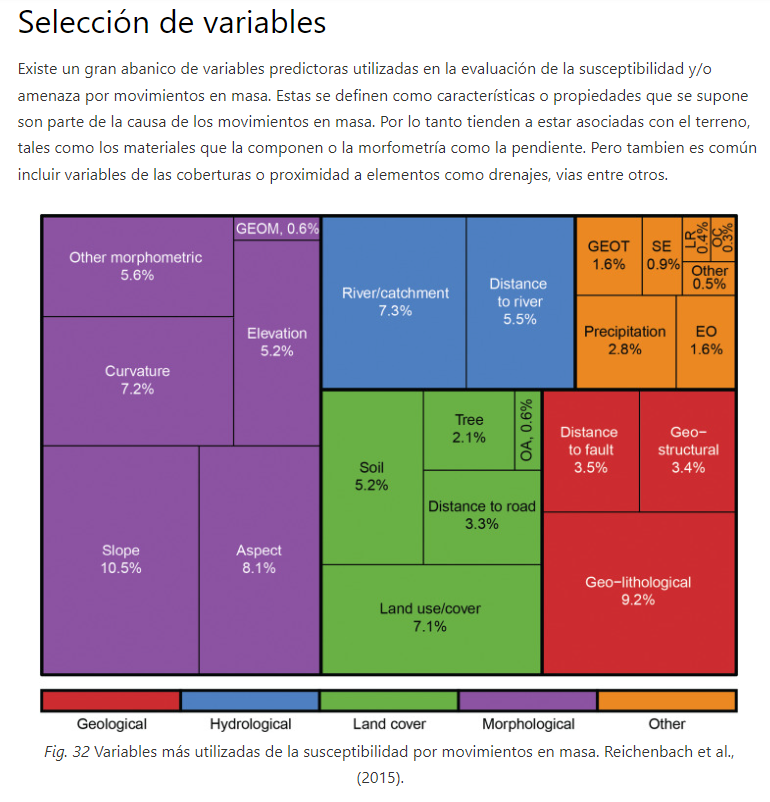 Selección de variables
Existe un gran abanico de variables predictoras utilizadas en la evaluación de la susceptibilidad y/o
amenaza por movimientos en masa. Estas se definen como características o propiedades que se supone
son parte de la causa de los movimientos en masa. Por lo tanto tienden a estar asociadas con el terreno,
tales como los materiales que la componen o la morfometría como la pendiente. Pero tambien es común
incluir variables de las coberturas o proximidad a elementos como drenajes, vias entre otros.
Other morphometric
5.6%
GEOM, 0.6%
Elevation
5.2%
Curvature
7.2%
Slope
10.5%
Aspect
8.1%
River/catchment
7.3%
Distance
to river
5.5%
GEOT
1.6%
SE
0.9%
LR
0.4%
OC
0.3%
Other
0.5%
Precipitation
2.8%
EO
1.6%
Soil
5.2%
Tree
2.1%
OA, 0.6%
Distance to road
3.3%
Land use/cover
7.1%
Distance
to fault
3.5%
Geo-
structural
3.4%
Geo-lithological
9.2%
Geological
Hydrological
Land cover
Morphological
Other
Fig. 32 Variables más utilizadas de la susceptibilidad por movimientos en masa. Reichenbach et al.,
(2015).